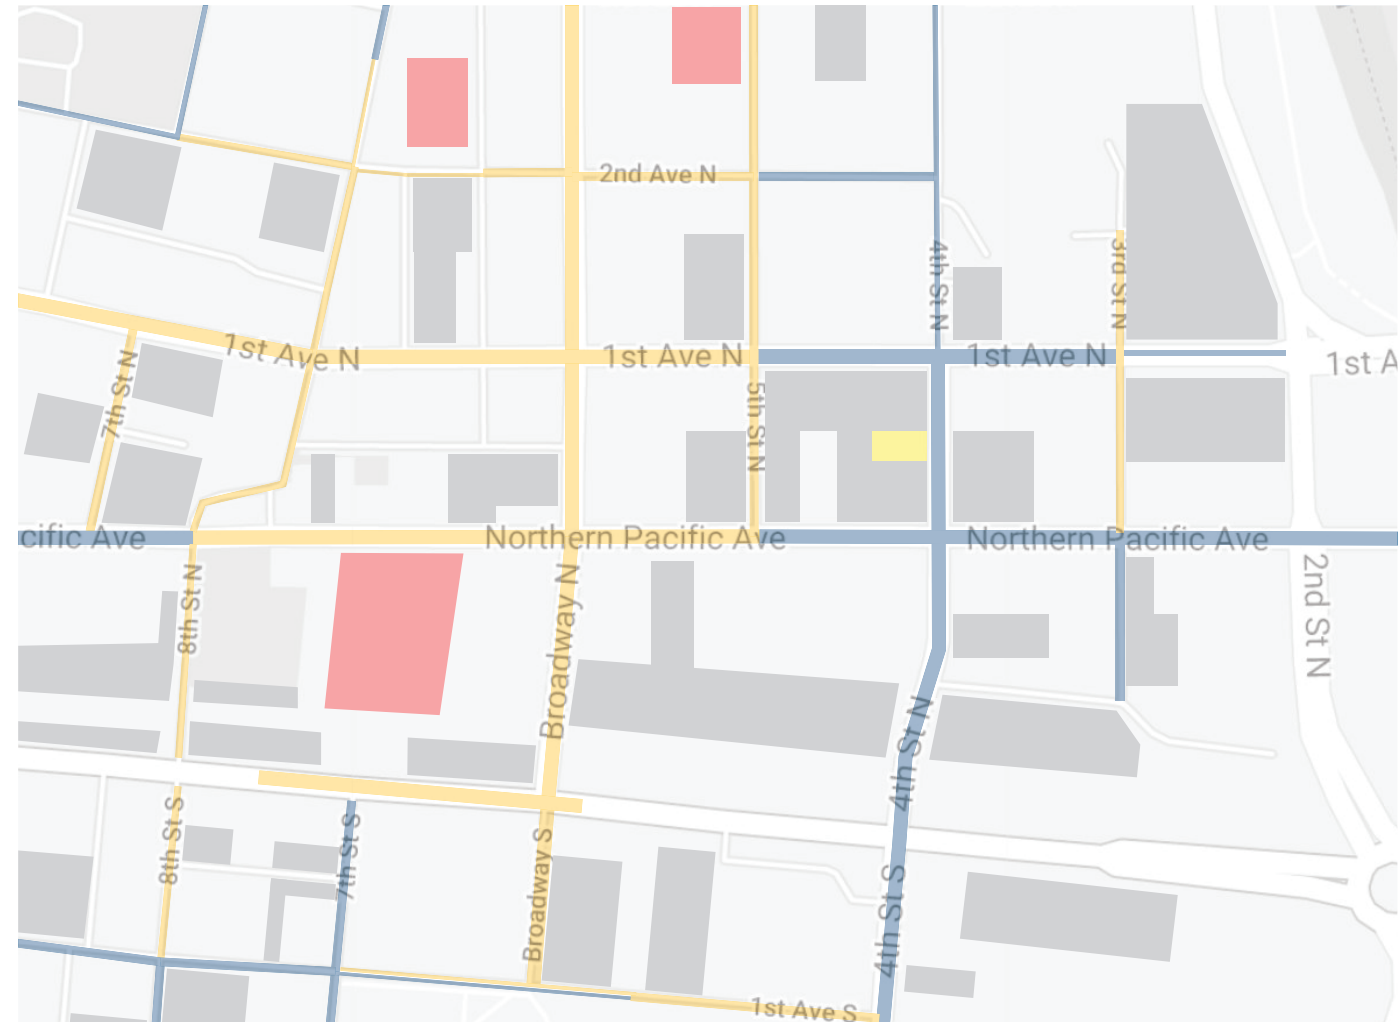 2nd Ave N
4th St N
3rd St N
1st Ave N
1st Ave N
1st Ave N
1st A
7th St N
5th St N
cific Ave
Northern Pacific Ave
Northern Pacific Ave
8th St N
Broadway N
2nd St N
4th St N
8th St S
7th St S
Broadway S
4th St S
1st Ave S